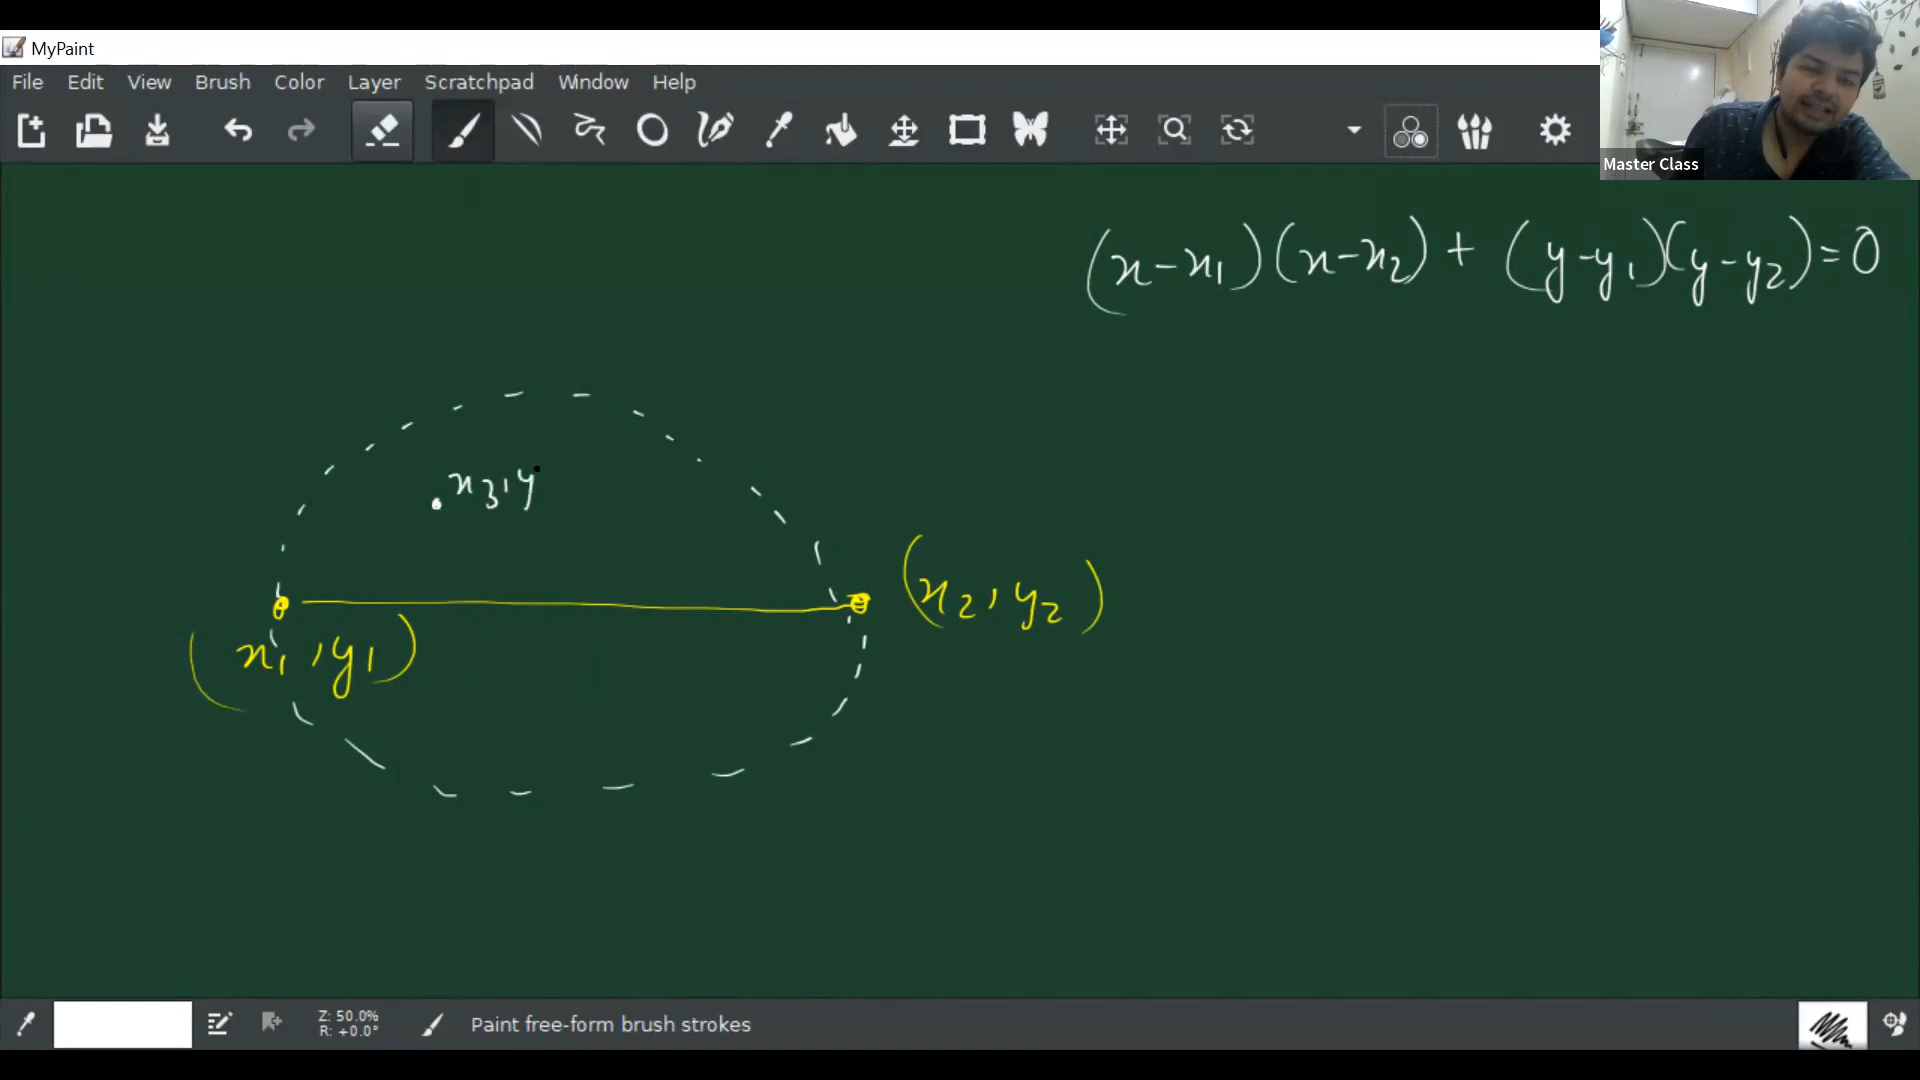 MyPaint
File Edit View Brush Color Layer Scratchpad Window Help
Master Class
(x-x₁)(x-x₂) + (y-y₁)(y-y₂)=0
x₃,y
(x₂,y₂)
(x₁,y₁)
Z: 50.0%
R: +0.0°
Paint free-form brush strokes